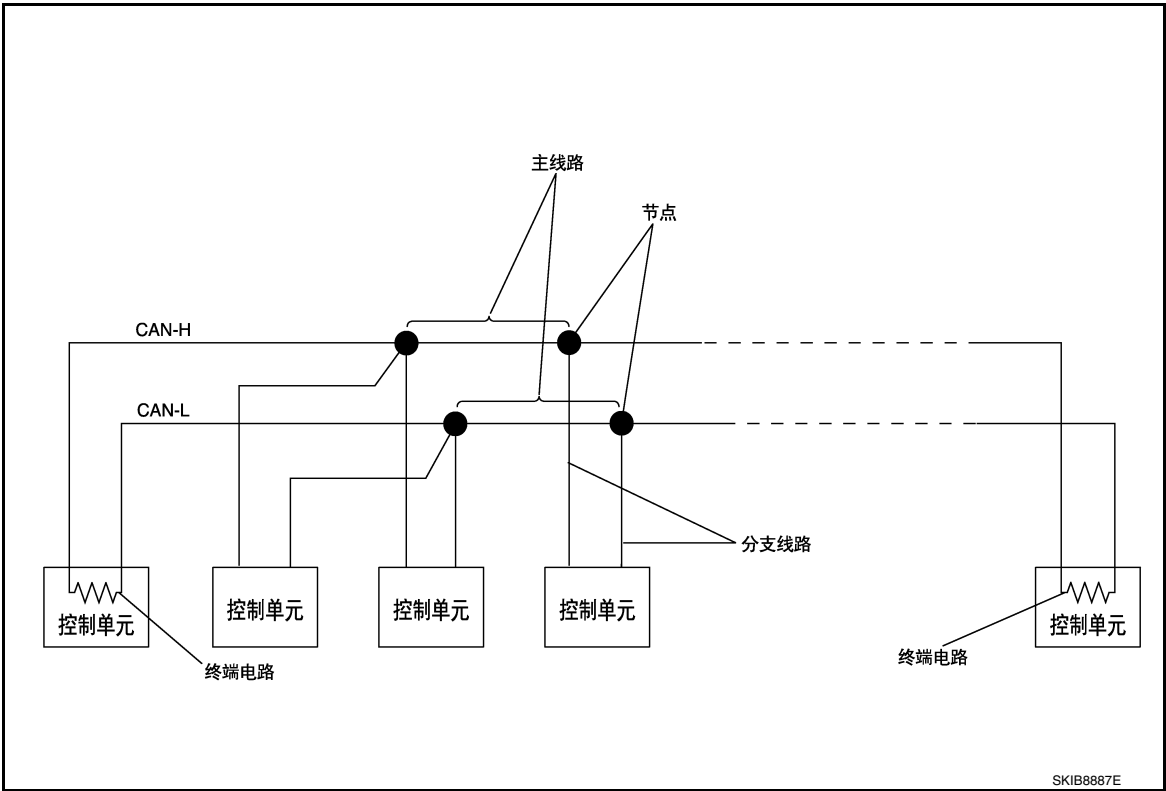 主线路
节点
CAN-H
CAN-L
分支线路
控制单元
控制单元
控制单元
控制单元
控制单元
终端电路
终端电路
SKIB8887E